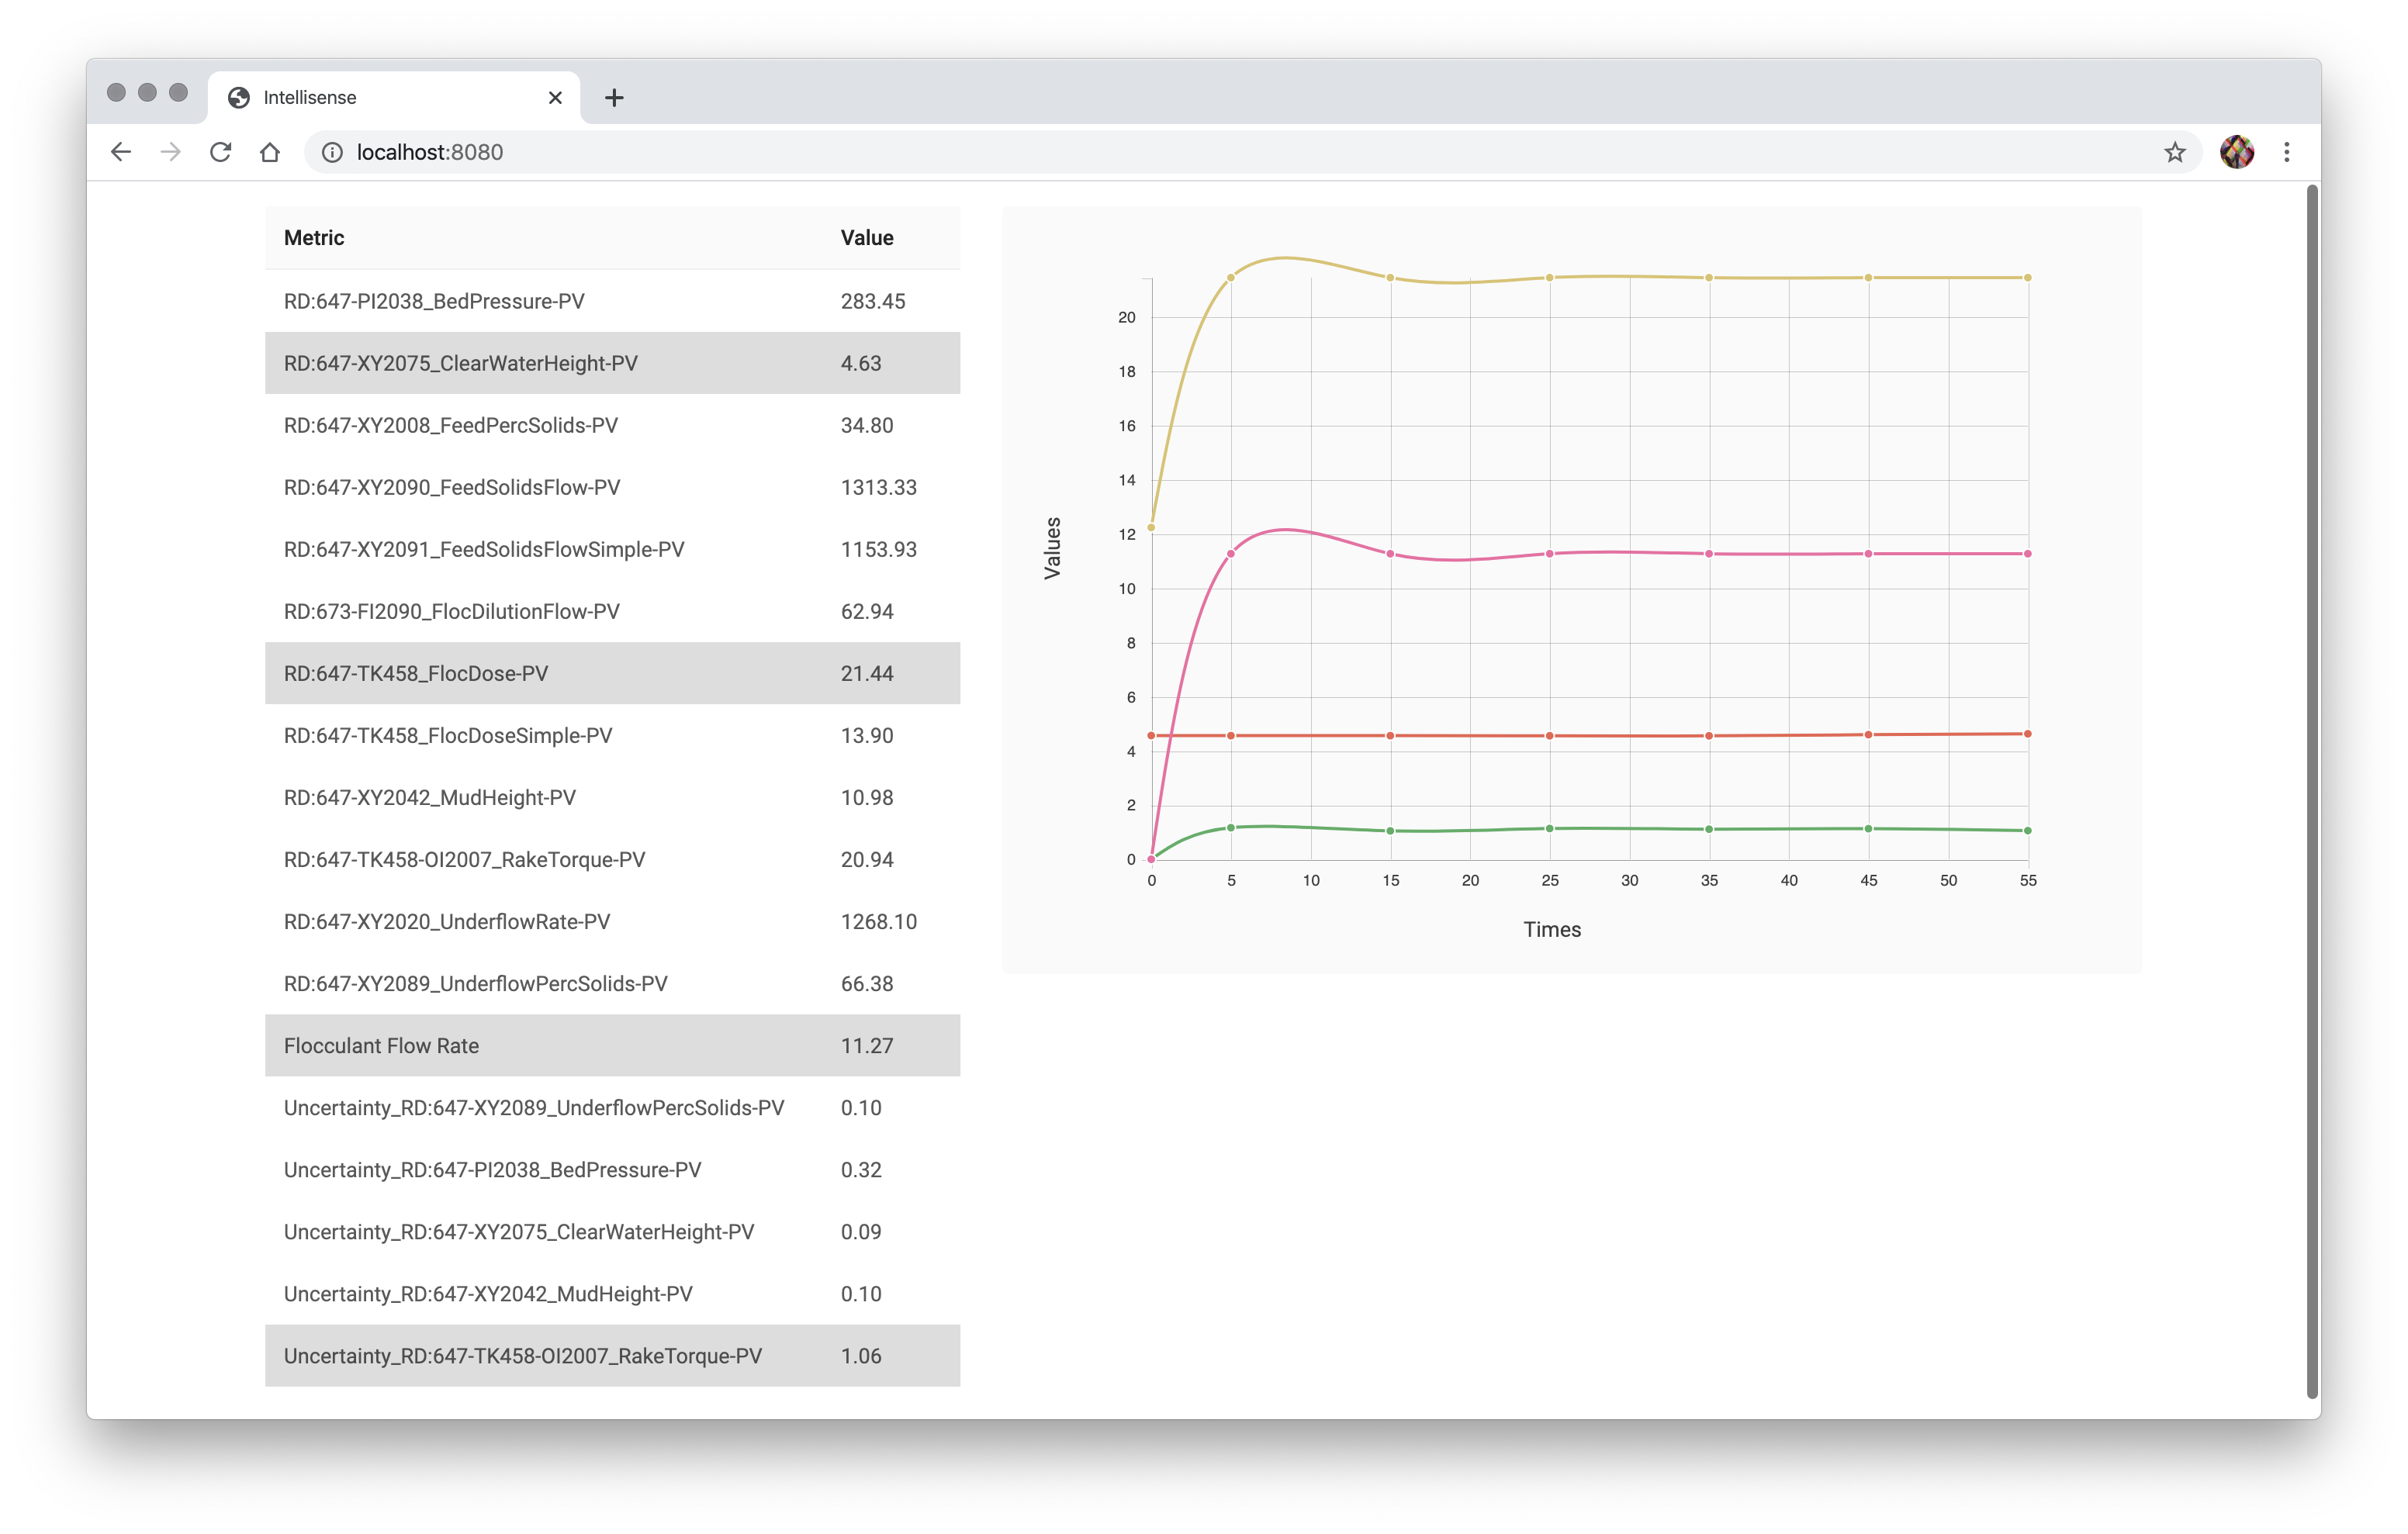 Intellisense
localhost:8080
Metric Value
RD:647-PI2038_BedPressure-PV 283.45
RD:647-XY2075_ClearWaterHeight-PV 4.63
RD:647-XY2008_FeedPercSolids-PV 34.80
RD:647-XY2090_FeedSolidsFlow-PV 1313.33
RD:647-XY2091_FeedSolidsFlowSimple-PV 1153.93
RD:673-FI2090_FlocDilutionFlow-PV 62.94
RD:647-TK458_FlocDose-PV 21.44
RD:647-TK458_FlocDoseSimple-PV 13.90
RD:647-XY2042_MudHeight-PV 10.98
RD:647-TK458-OI2007_RakeTorque-PV 20.94
RD:647-XY2020_UnderflowRate-PV 1268.10
RD:647-XY2089_UnderflowPercSolids-PV 66.38
Flocculant Flow Rate 11.27
Uncertainty_RD:647-XY2089_UnderflowPercSolids-PV 0.10
Uncertainty_RD:647-PI2038_BedPressure-PV 0.32
Uncertainty_RD:647-XY2075_ClearWaterHeight-PV 0.09
Uncertainty_RD:647-XY2042_MudHeight-PV 0.10
Uncertainty_RD:647-TK458-OI2007_RakeTorque-PV 1.06
Values
20
18
16
14
12
10
8
6
4
2
0
0 5 10 15 20 25 30 35 40 45 50 55
Times